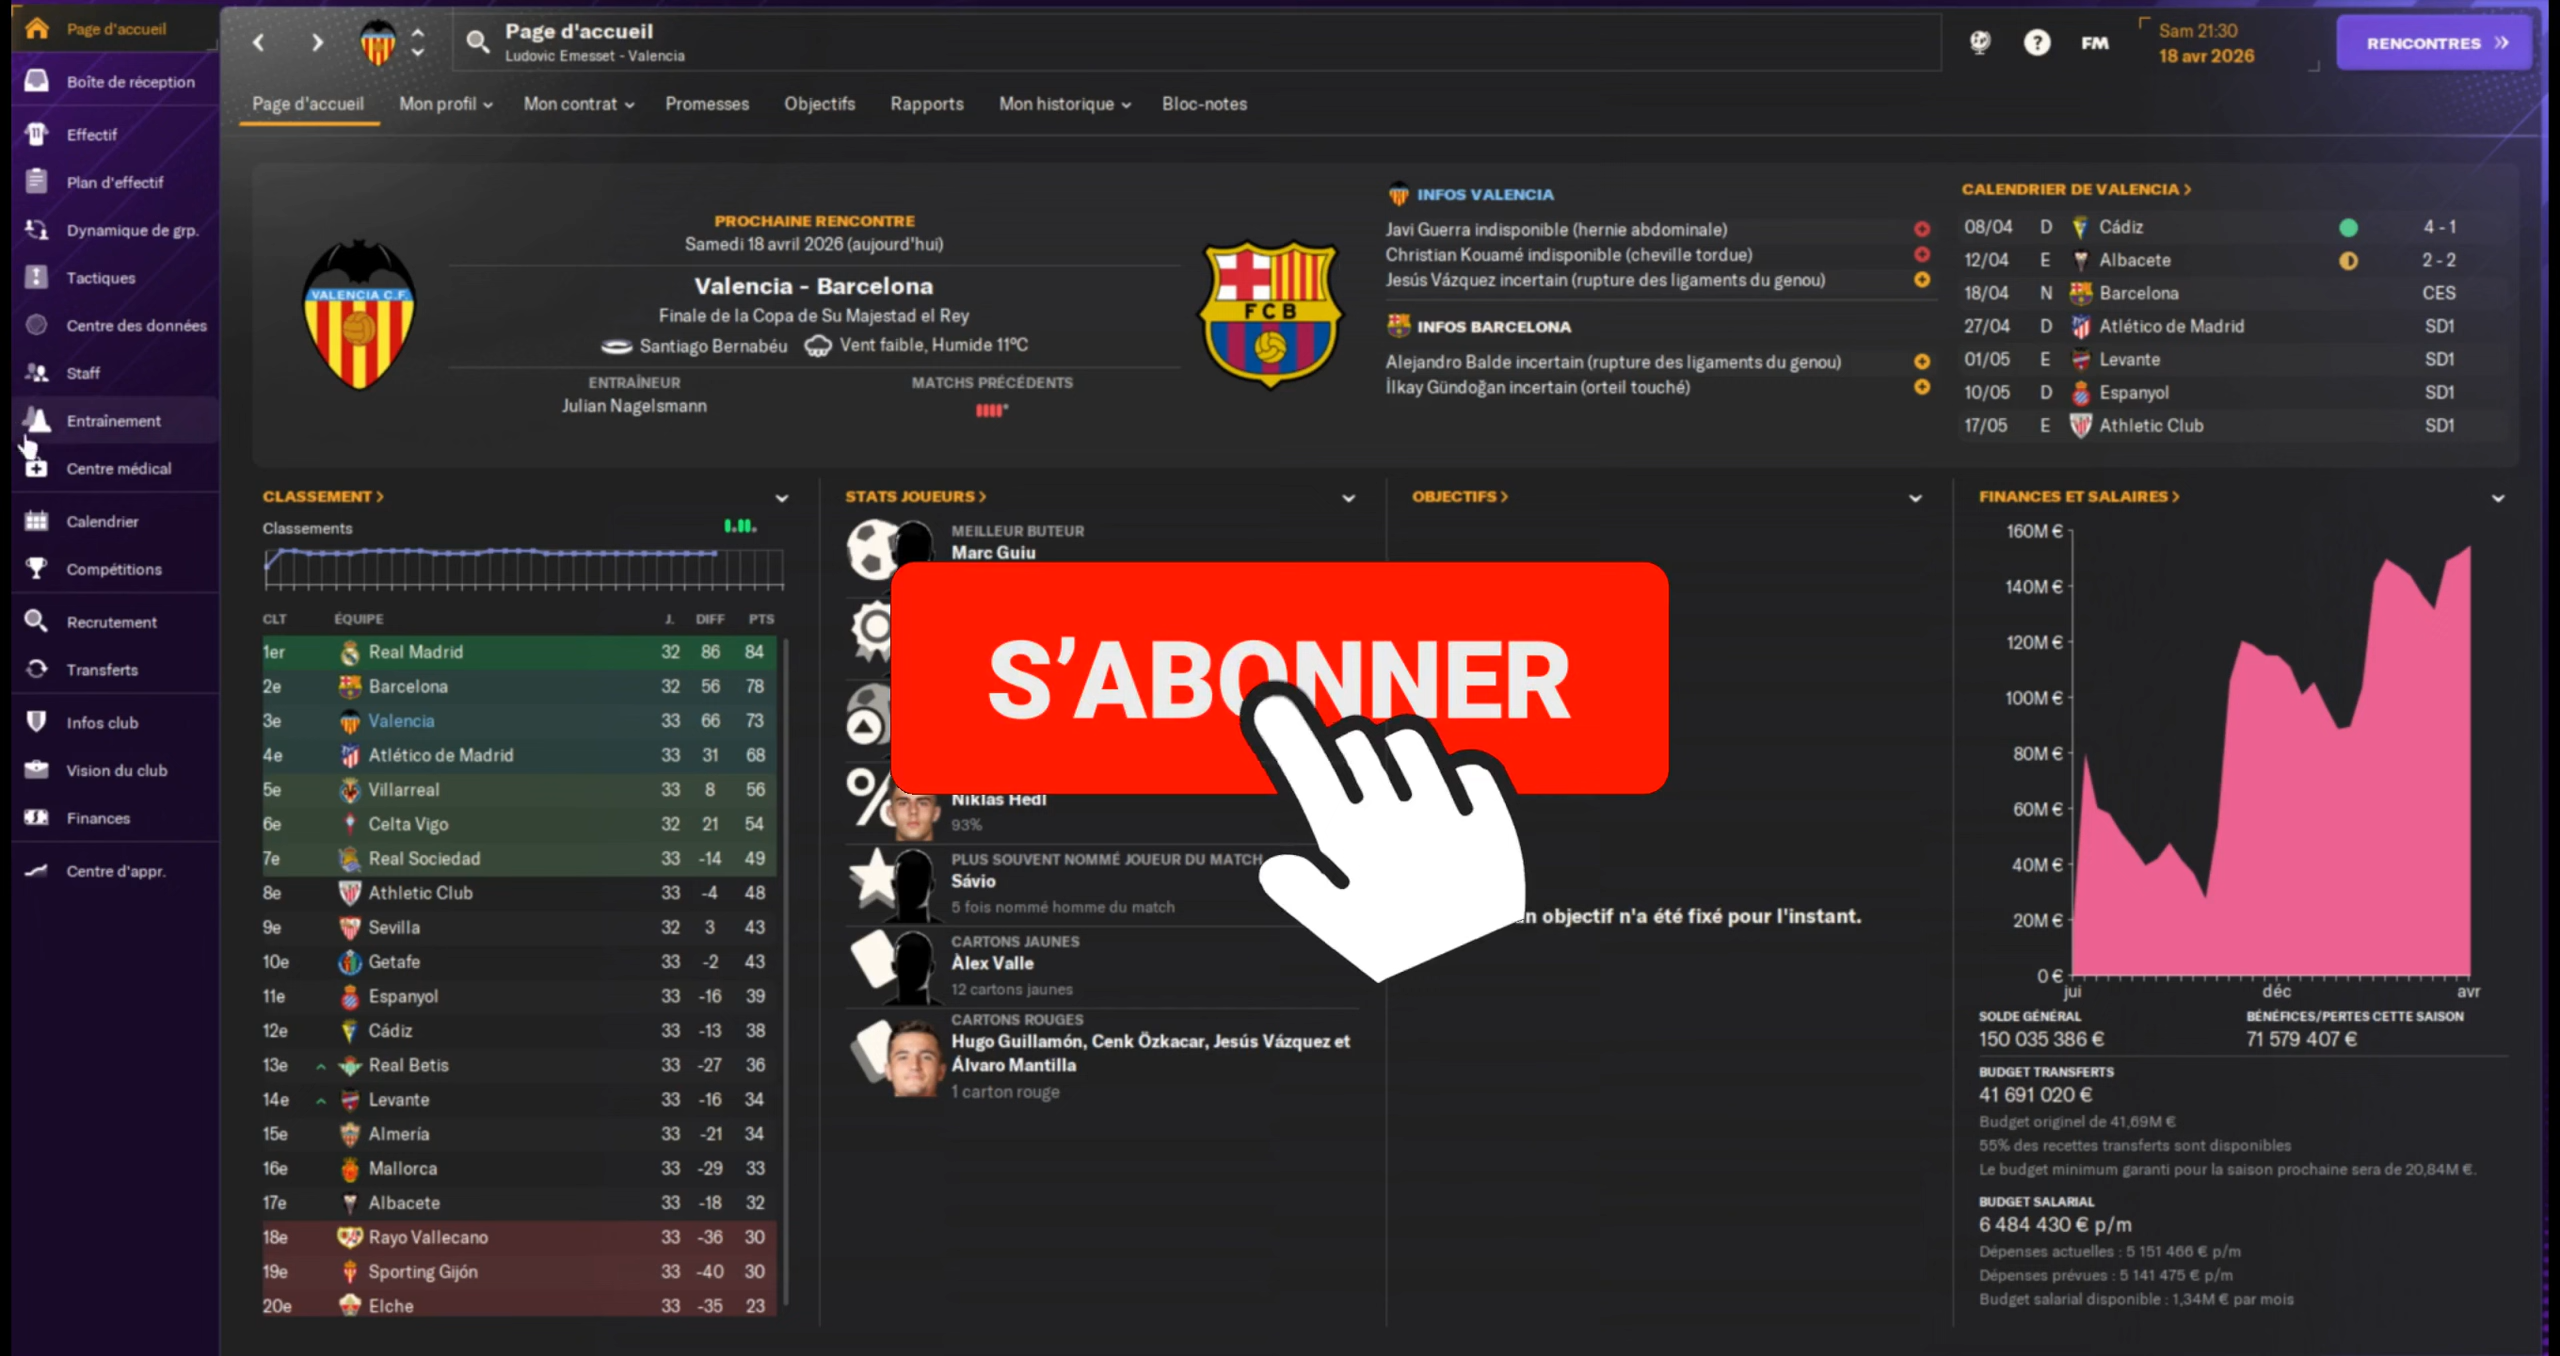 Page d'accueil
Boîte de réception
Effectif
Plan d'effectif
Dynamique de grp.
Tactiques
Centre des données
Staff
Entraînement
Centre médical
Calendrier
Compétitions
Recrutement
Transferts
Infos club
Vision du club
Finances
Centre d'appr.
Page d'accueil
Ludovic Emesset - Valencia
FM
Sam 21:30
18 avr 2026
RENCONTRES
Page d'accueil Mon profil Mon contrat Promesses Objectifs Rapports Mon historique Bloc-notes
VALENCIA C.F.
PROCHAINE RENCONTRE
Samedi 18 avril 2026 (aujourd'hui)
Valencia - Barcelona
Finale de la Copa de Su Majestad el Rey
Santiago Bernabéu Vent faible, Humide 11°C
ENTRAÎNEUR
Julian Nagelsmann
MATCHS PRÉCÉDENTS
FCB
INFOS VALENCIA
Javi Guerra indisponible (hernie abdominale)
Christian Kouamé indisponible (cheville tordue)
Jesús Vázquez incertain (rupture des ligaments du genou)
INFOS BARCELONA
Alejandro Balde incertain (rupture des ligaments du genou)
İlkay Gündoğan incertain (orteil touché)
CALENDRIER DE VALENCIA >
08/04 D Cádiz 4 - 1
12/04 E Albacete 2 - 2
18/04 N Barcelona CES
27/04 D Atlético de Madrid SD1
01/05 E Levante SD1
10/05 D Espanyol SD1
17/05 E Athletic Club SD1
CLASSEMENT >
Classements
CLT ÉQUIPE J. DIFF PTS
1er Real Madrid 32 86 84
2e Barcelona 32 56 78
3e Valencia 33 66 73
4e Atlético de Madrid 33 31 68
5e Villarreal 33 8 56
6e Celta Vigo 32 21 54
7e Real Sociedad 33 -14 49
8e Athletic Club 33 -4 48
9e Sevilla 32 3 43
10e Getafe 33 -2 43
11e Espanyol 33 -16 39
12e Cádiz 33 -13 38
13e Real Betis 33 -27 36
14e Levante 33 -16 34
15e Almería 33 -21 34
16e Mallorca 33 -29 33
17e Albacete 33 -18 32
18e Rayo Vallecano 33 -36 30
19e Sporting Gijón 33 -40 30
20e Elche 33 -35 23
STATS JOUEURS >
MEILLEUR BUTEUR
Marc Guiu
S'ABONNER
Niklas Hedl
93%
PLUS SOUVENT NOMMÉ JOUEUR DU MATCH
Sávio
5 fois nommé homme du match
CARTONS JAUNES
Àlex Valle
12 cartons jaunes
CARTONS ROUGES
Hugo Guillamón, Cenk Özkacar, Jesús Vázquez et
Álvaro Mantilla
1 carton rouge
OBJECTIFS >
n objectif n'a été fixé pour l'instant.
FINANCES ET SALAIRES >
160M €
140M €
120M €
100M €
80M €
60M €
40M €
20M €
0 €
jui déc avr
SOLDE GÉNÉRAL
150 035 386 €
BÉNÉFICES/PERTES CETTE SAISON
71 579 407 €
BUDGET TRANSFERTS
41 691 020 €
Budget originel de 41,69M €
55% des recettes transferts sont disponibles
Le budget minimum garanti pour la saison prochaine sera de 20,84M €.
BUDGET SALARIAL
6 484 430 € p/m
Dépenses actuelles : 5 151 466 € p/m
Dépenses prévues : 5 141 475 € p/m
Budget salarial disponible : 1,34M € par mois